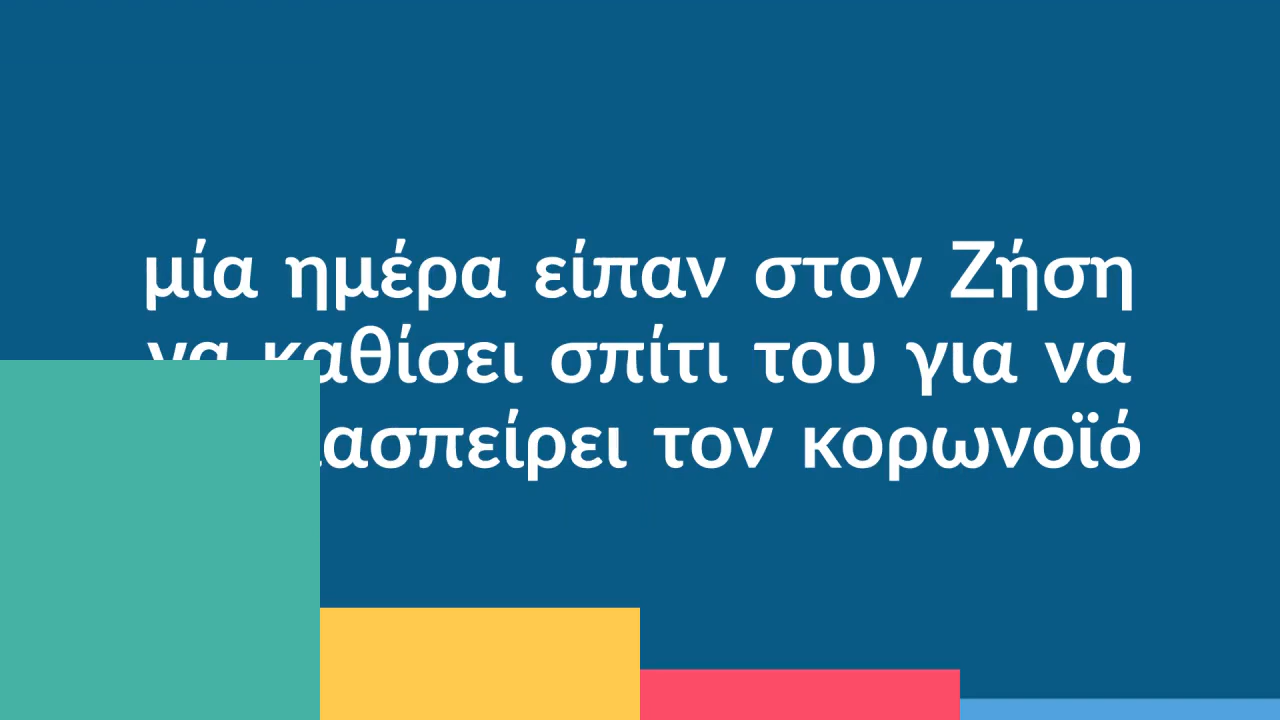 μία ημέρα είπαν στον Ζήση
να καθίσει σπίτι του για να
τον κορωνοϊό